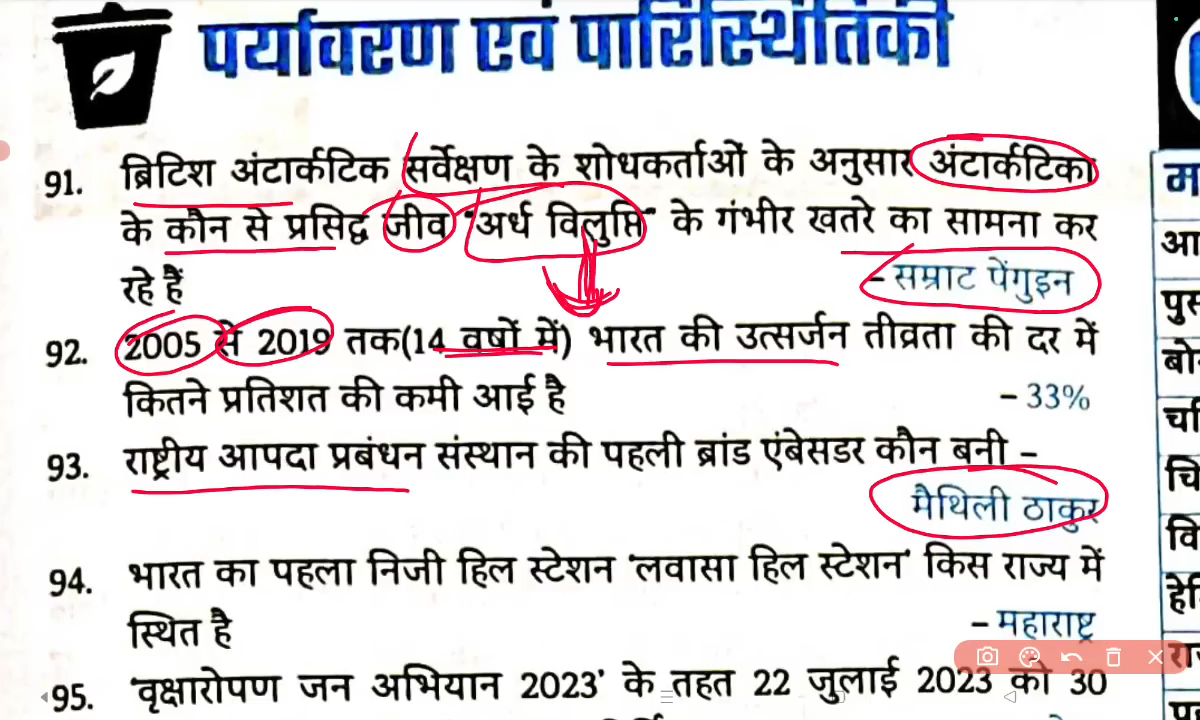 पर्यावरण एवं पारिस्थितिकी
91. ब्रिटिश अंटार्कटिक सर्वेक्षण के शोधकर्ताओं के अनुसार अंटार्कटिका
के कौन से प्रसिद्ध जीव "अर्ध विलुप्ति" के गंभीर खतरे का सामना कर
रहे हैं – सम्राट पेंगुइन
92. 2005 से 2019 तक(14 वर्षो में) भारत की उत्सर्जन तीव्रता की दर में
कितने प्रतिशत की कमी आई है – 33%
93. राष्ट्रीय आपदा प्रबंधन संस्थान की पहली ब्रांड एंबेसडर कौन बनी –
मैथिली ठाकुर
94. भारत का पहला निजी हिल स्टेशन 'लवासा हिल स्टेशन' किस राज्य में
स्थित है – महाराष्ट्र
95. 'वृक्षारोपण जन अभियान 2023' के तहत 22 जुलाई 2023 को 30